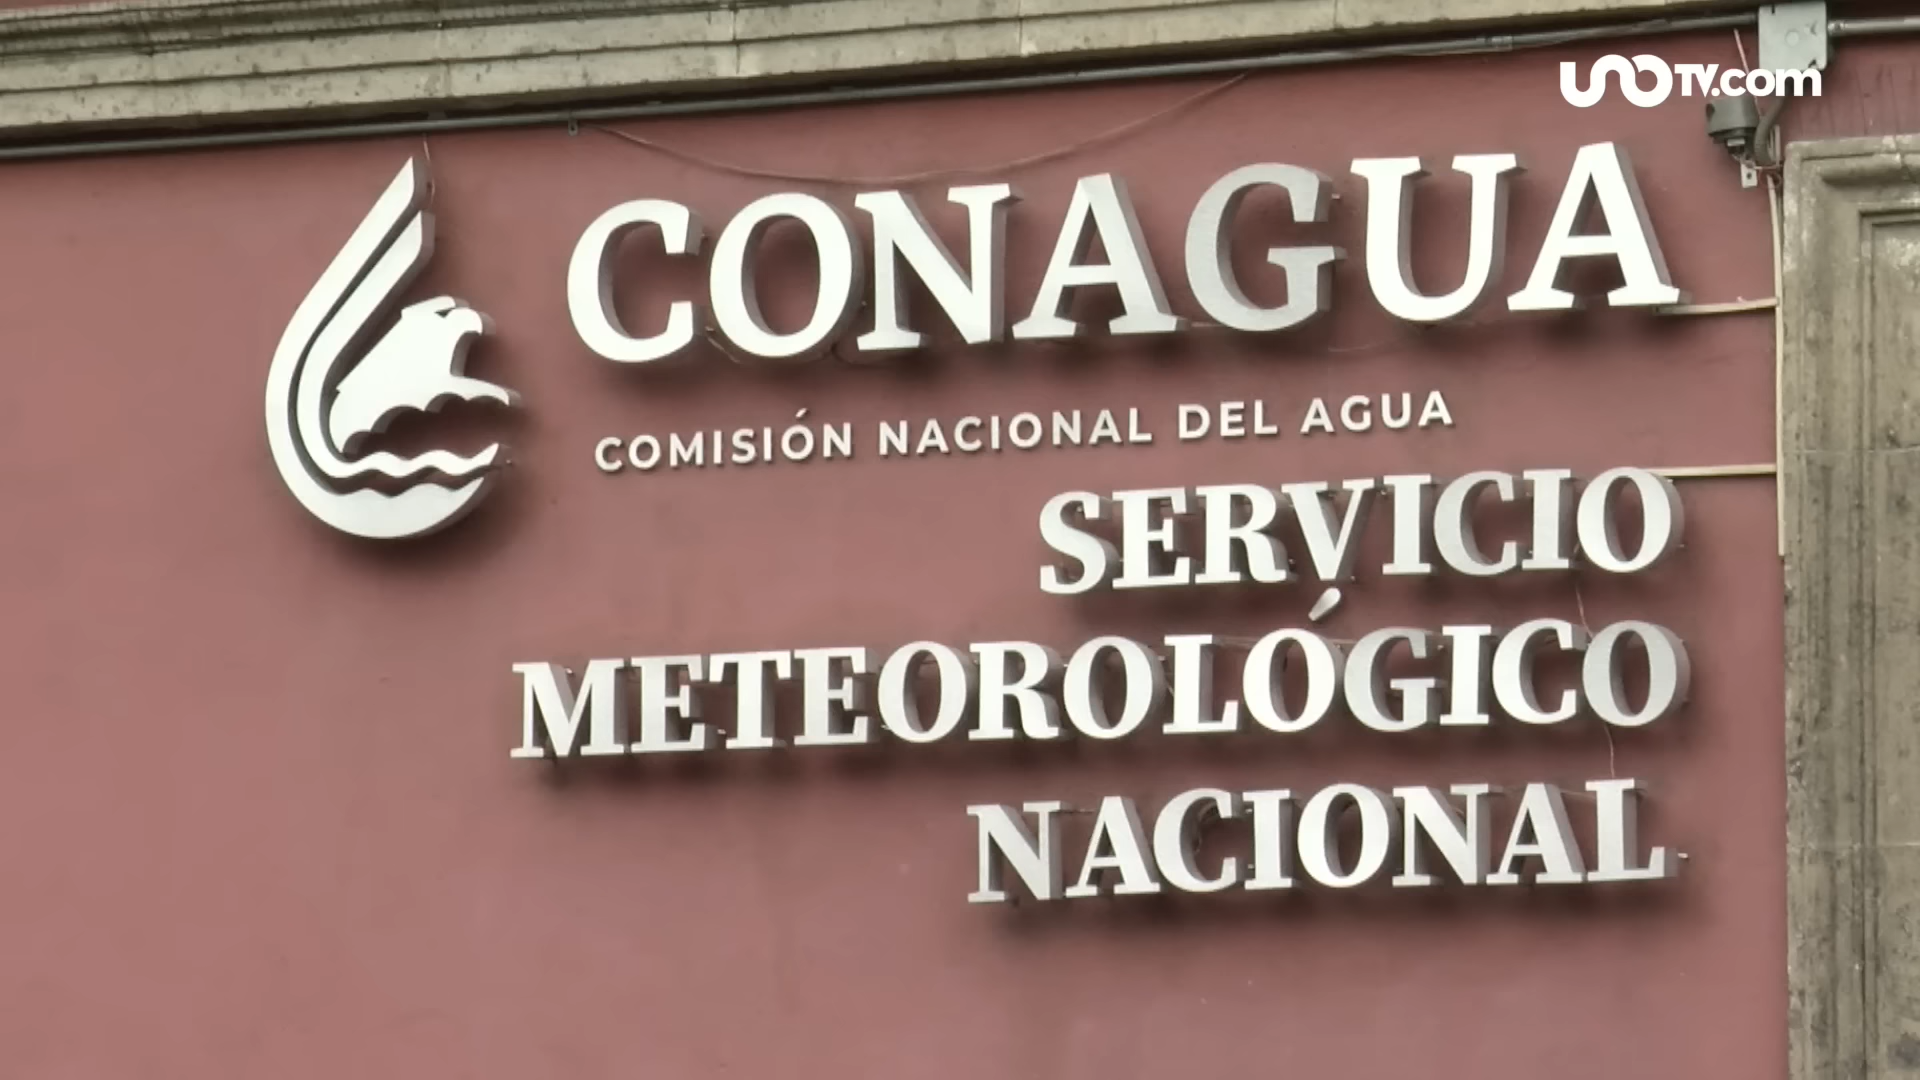 UNOTV.com
CONAGUA
COMISIÓN NACIONAL DEL AGUA
SERVICIO
METEOROLÓGICO
NACIONAL